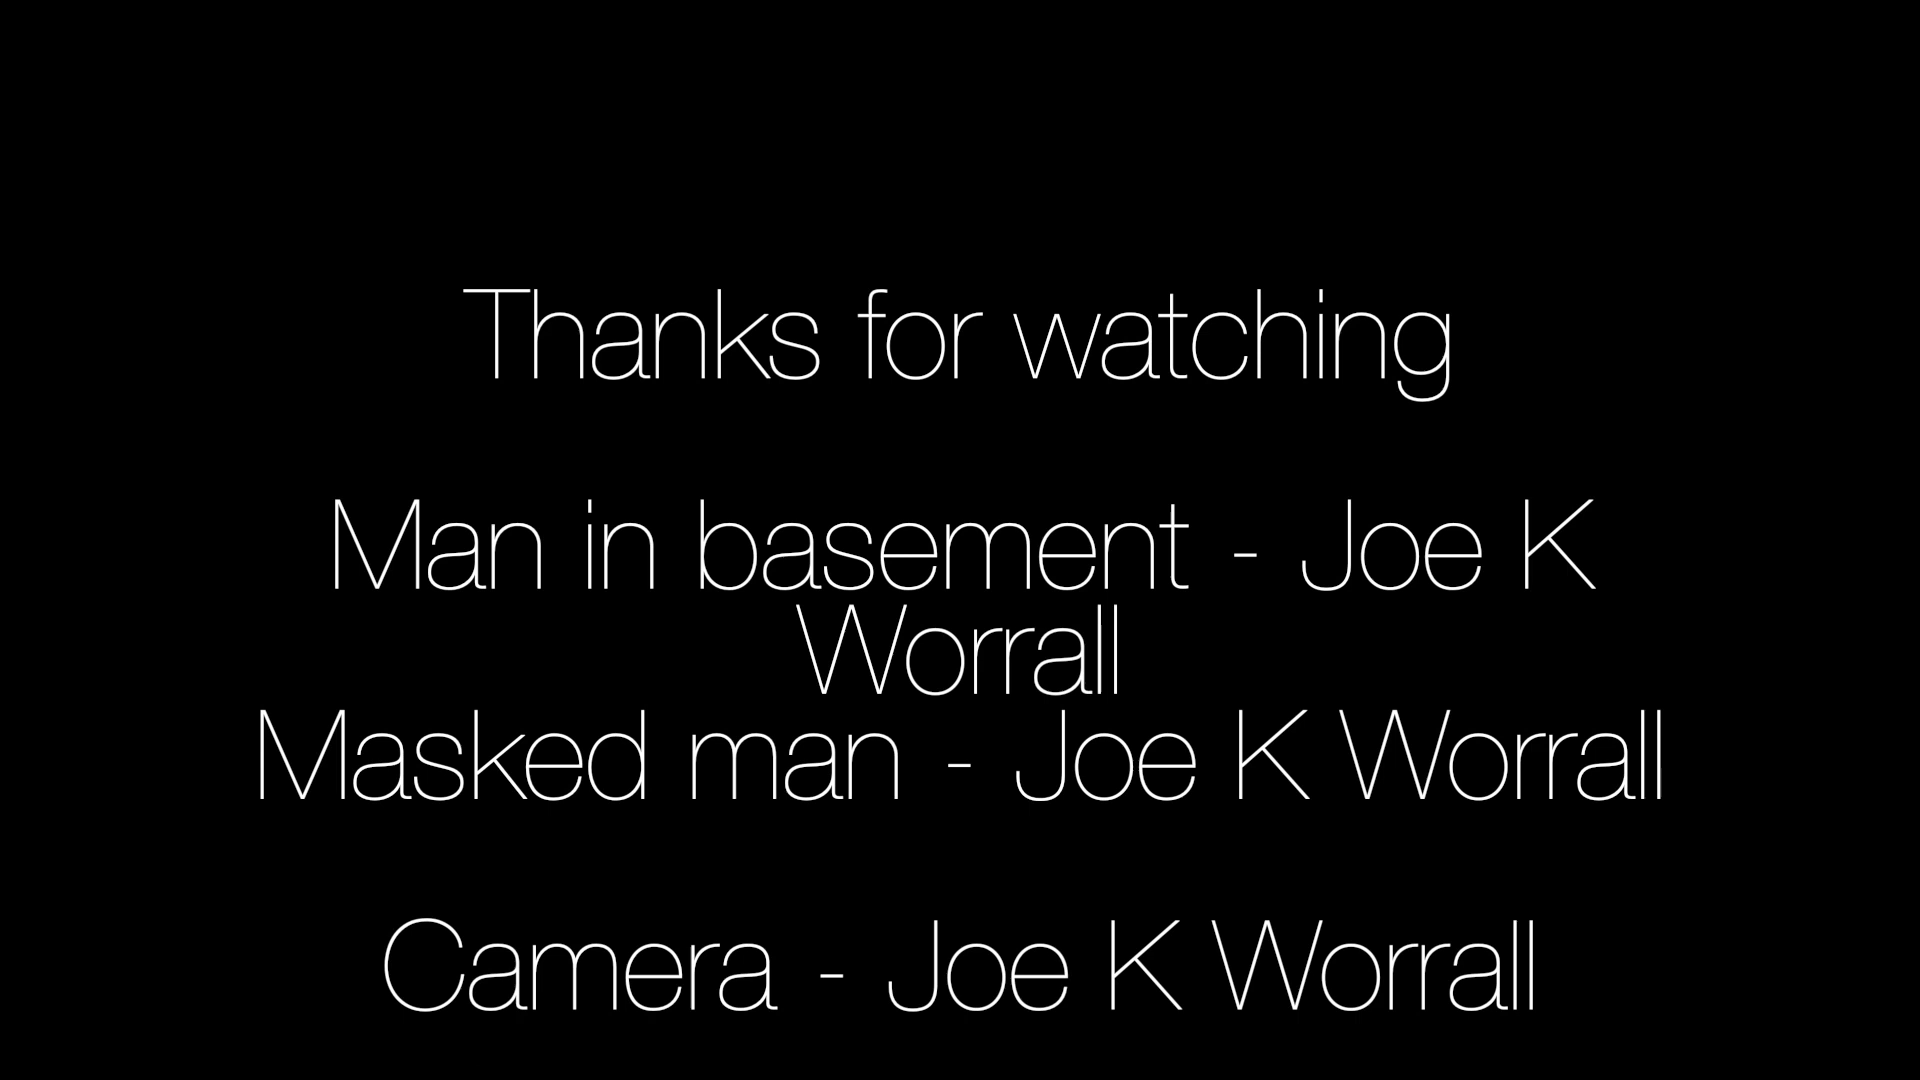 Thanks for watching
Man in basement - Joe K
Worrall
Masked man - Joe K Worrall
Camera - Joe K Worrall